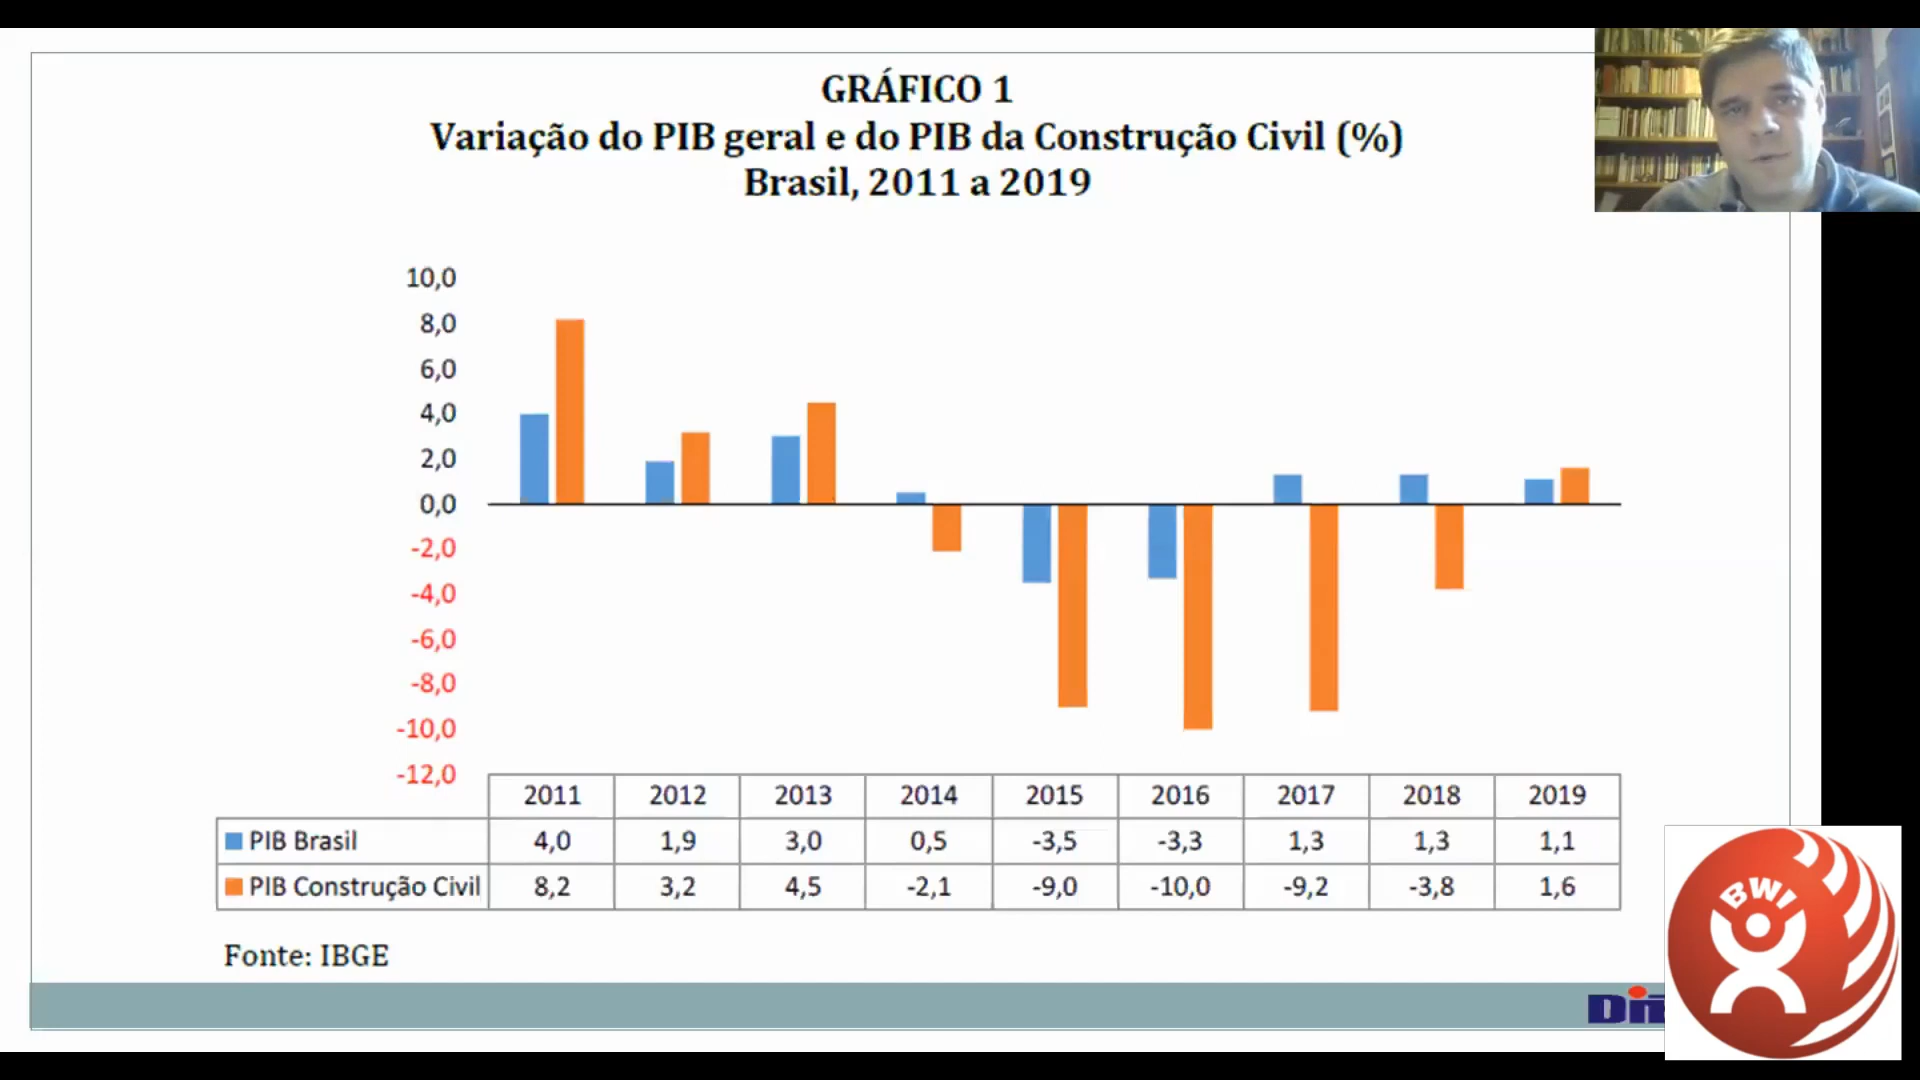 GRÁFICO 1
Variação do PIB geral e do PIB da Construção Civil (%)
Brasil, 2011 a 2019
10,0
8,0
6,0
4,0
2,0
0,0
-2,0
-4,0
-6,0
-8,0
-10,0
-12,0
2011 2012 2013 2014 2015 2016 2017 2018 2019
PIB Brasil 4,0 1,9 3,0 0,5 -3,5 -3,3 1,3 1,3 1,1
PIB Construção Civil 8,2 3,2 4,5 -2,1 -9,0 -10,0 -9,2 -3,8 1,6
Fonte: IBGE
BWI